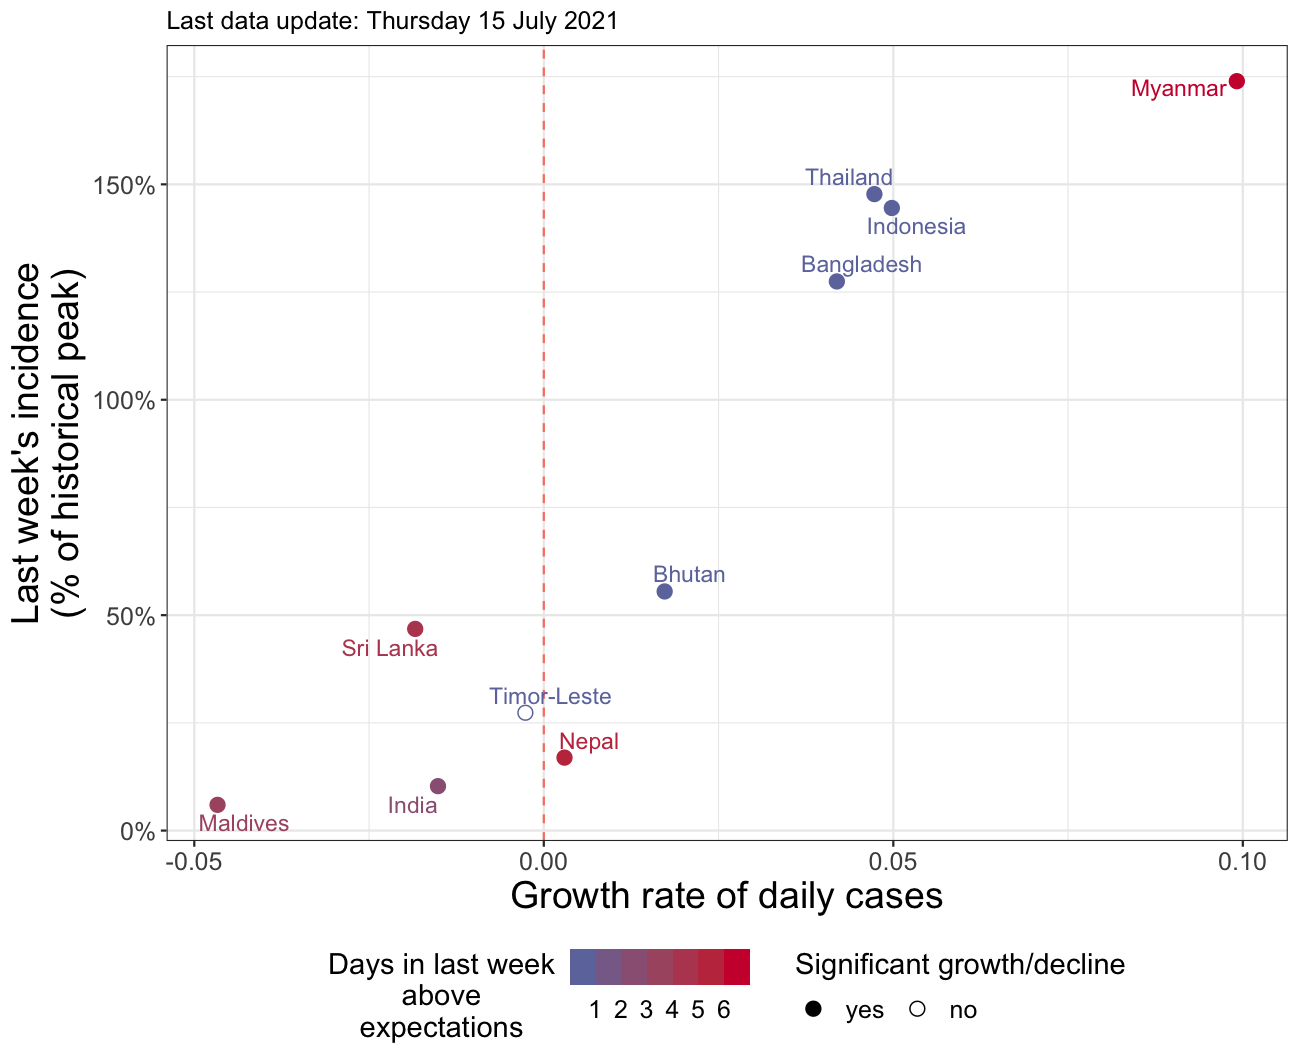 Last data update: Thursday 15 July 2021
Last week's incidence
(% of historical peak)
150%
100%
50%
0%
Myanmar
Thailand
Indonesia
Bangladesh
Bhutan
Sri Lanka
Timor-Leste
Nepal
India
Maldives
-0.05 0.00 0.05 0.10
Growth rate of daily cases
Days in last week
above
expectations
1 2 3 4 5 6
Significant growth/decline
yes no